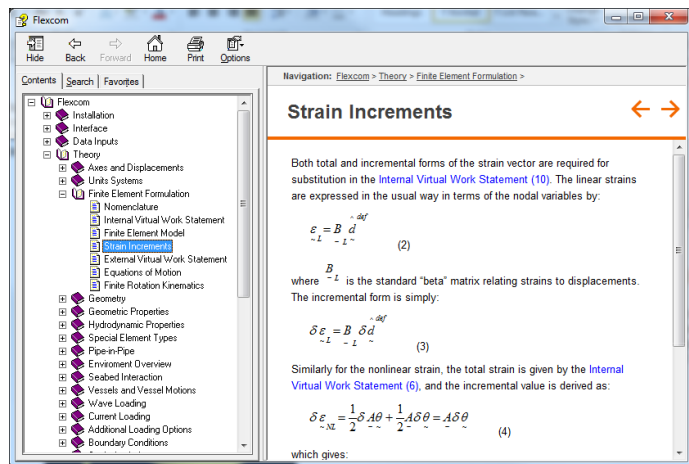 Flexcom
Hide Back Forward Home Print Options
Contents Search Favorites
Flexcom
Installation
Interface
Data Inputs
Theory
Axes and Displacements
Units Systems
Finite Element Formulation
Nomenclature
Internal Virtual Work Statement
Finite Element Model
Strain Increments
External Virtual Work Statement
Equations of Motion
Finite Rotation Kinematics
Geometry
Geometric Properties
Hydrodynamic Properties
Special Element Types
Pipe-in-Pipe
Enviroment Overview
Seabed Interaction
Vessels and Vessel Motions
Wave Loading
Current Loading
Additional Loading Options
Boundary Conditions
Navigation: Flexcom > Theory > Finite Element Formulation >
Strain Increments
Both total and incremental forms of the strain vector are required for
substitution in the Internal Virtual Work Statement (10). The linear strains
are expressed in the usual way in terms of the nodal variables by:
ε~L = B~L d~^def (2)
where B~L is the standard "beta" matrix relating strains to displacements.
The incremental form is simply:
δε~L = B~L δd~^def (3)
Similarly for the nonlinear strain, the total strain is given by the Internal
Virtual Work Statement (6), and the incremental value is derived as:
δε~NL = 1/2 δAθ + 1/2 Aδθ = Aδθ (4)
which gives: